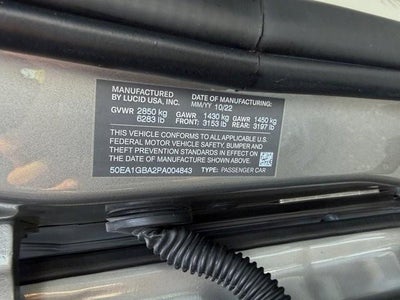 MANUFACTURED DATE OF MANUFACTURING:
BY LUCID USA, INC. MM/YY 10/22
GVWR 2850 kg GAWR 1430 kg GAWR 1450 kg
6283 lb FRONT: 3153 lb REAR: 3197 lb
THIS VEHICLE CONFORMS TO ALL APPLICABLE U.S.
FEDERAL MOTOR VEHICLE SAFETY, BUMPER AND
THEFT PREVENTION STANDARDS IN EFFECT ON THE
DATE OF MANUFACTURE SHOWN ABOVE.
50EA1GBA2PA004843 TYPE: PASSENGER CAR